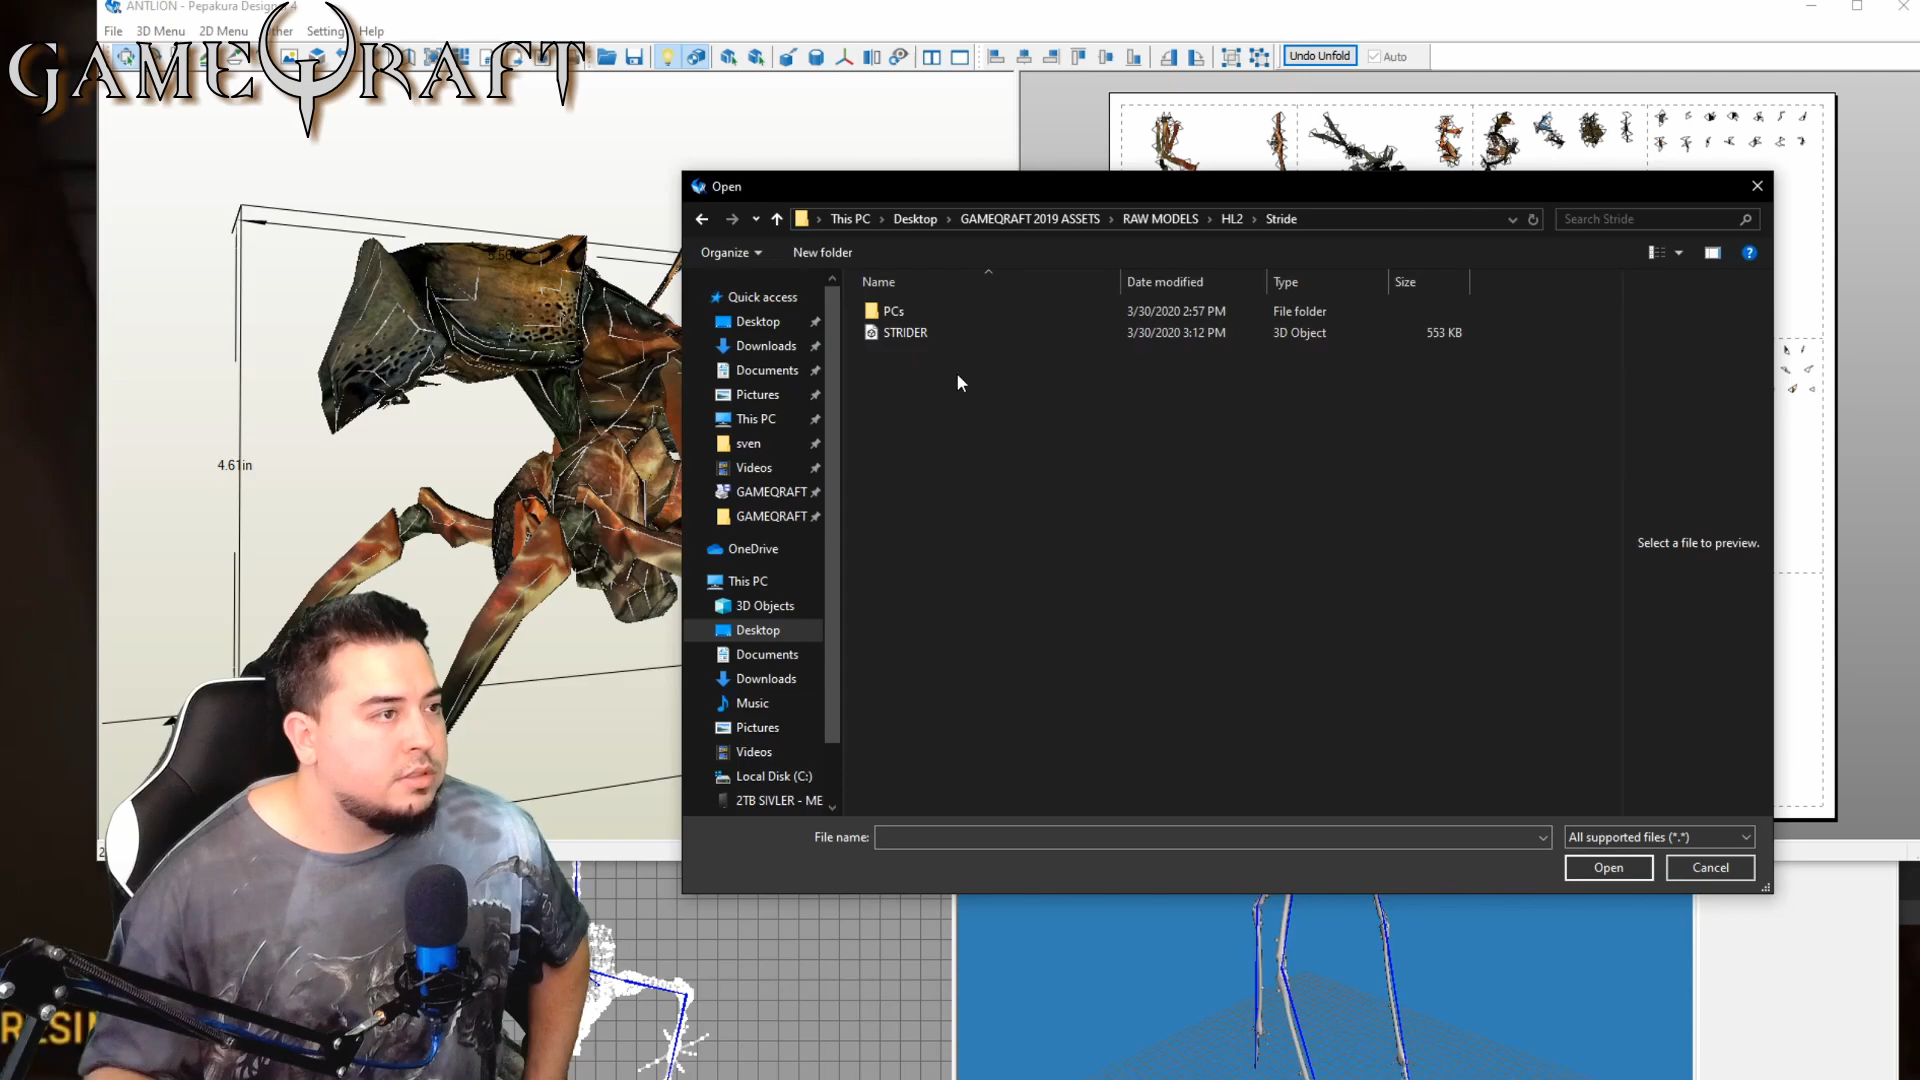 ANTLION - Pepakura Designer 4
File 3D Menu 2D Menu Other Settings Help
GAMEQRAFT
Undo Unfold Auto
Open
This PC Desktop GAMEQRAFT 2019 ASSETS RAW MODELS HL2 Stride
Search Stride
Organize New folder
Name Date modified Type Size
PCs 3/30/2020 2:57 PM File folder
STRIDER 3/30/2020 3:12 PM 3D Object 553 KB
Quick access
Desktop
Downloads
Documents
Pictures
This PC
sven
Videos
GAMEQRAFT
GAMEQRAFT
OneDrive
This PC
3D Objects
Desktop
Documents
Downloads
Music
Pictures
Videos
Local Disk (C:)
2TB SIVLER - ME
Select a file to preview.
File name:
All supported files (*.*)
Open Cancel
4.61in
RESIN